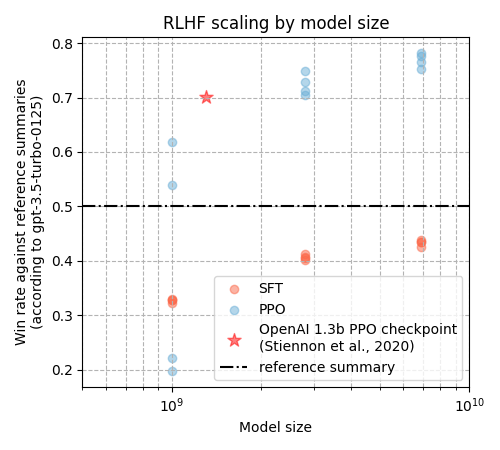 RLHF scaling by model size
Win rate against reference summaries
(according to gpt-3.5-turbo-0125)
0.8
0.7
0.6
0.5
0.4
0.3
0.2
SFT
PPO
OpenAI 1.3b PPO checkpoint
(Stiennon et al., 2020)
reference summary
10⁹
10¹⁰
Model size